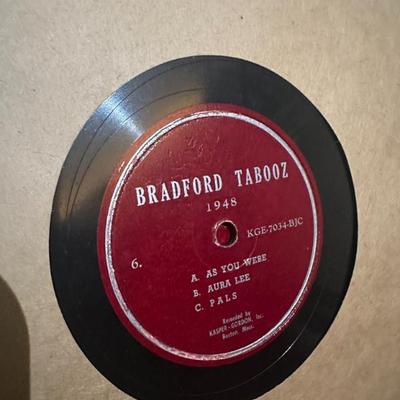 BRADFORD TABOOZ
1948
KGE-7034-BJC
6.
A. AS YOU WERE
B. AURA LEE
C. PALS
Recorded by
KASPER-GORDON, Inc.
Boston, Mass.